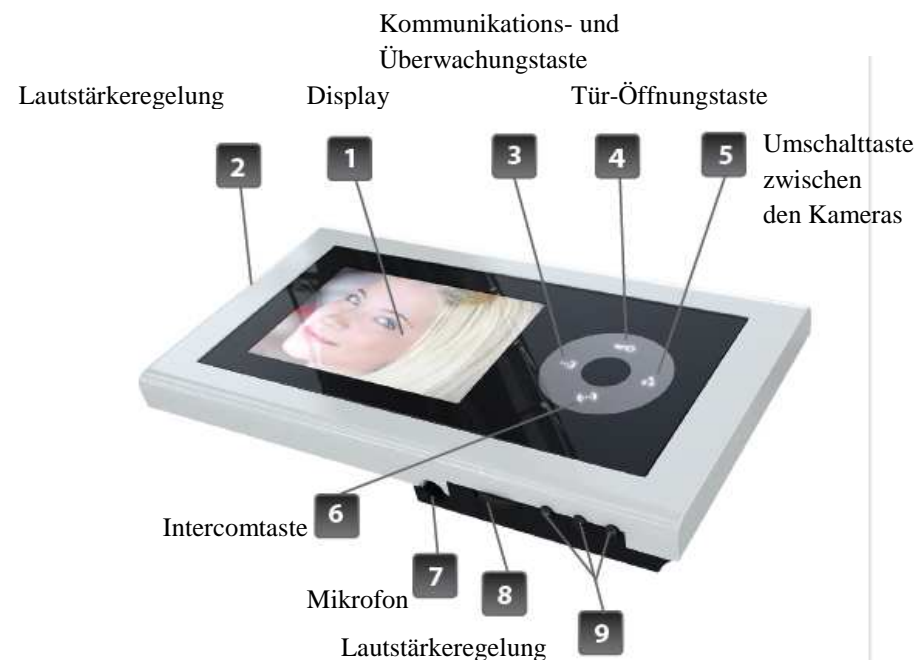 Kommunikations- und
Überwachungstaste
Lautstärkeregelung
Display
Tür-Öffnungstaste
2
1
3
4
5
Umschalttaste
zwischen
den Kameras
Intercomtaste
6
7
Mikrofon
8
9
Lautstärkeregelung